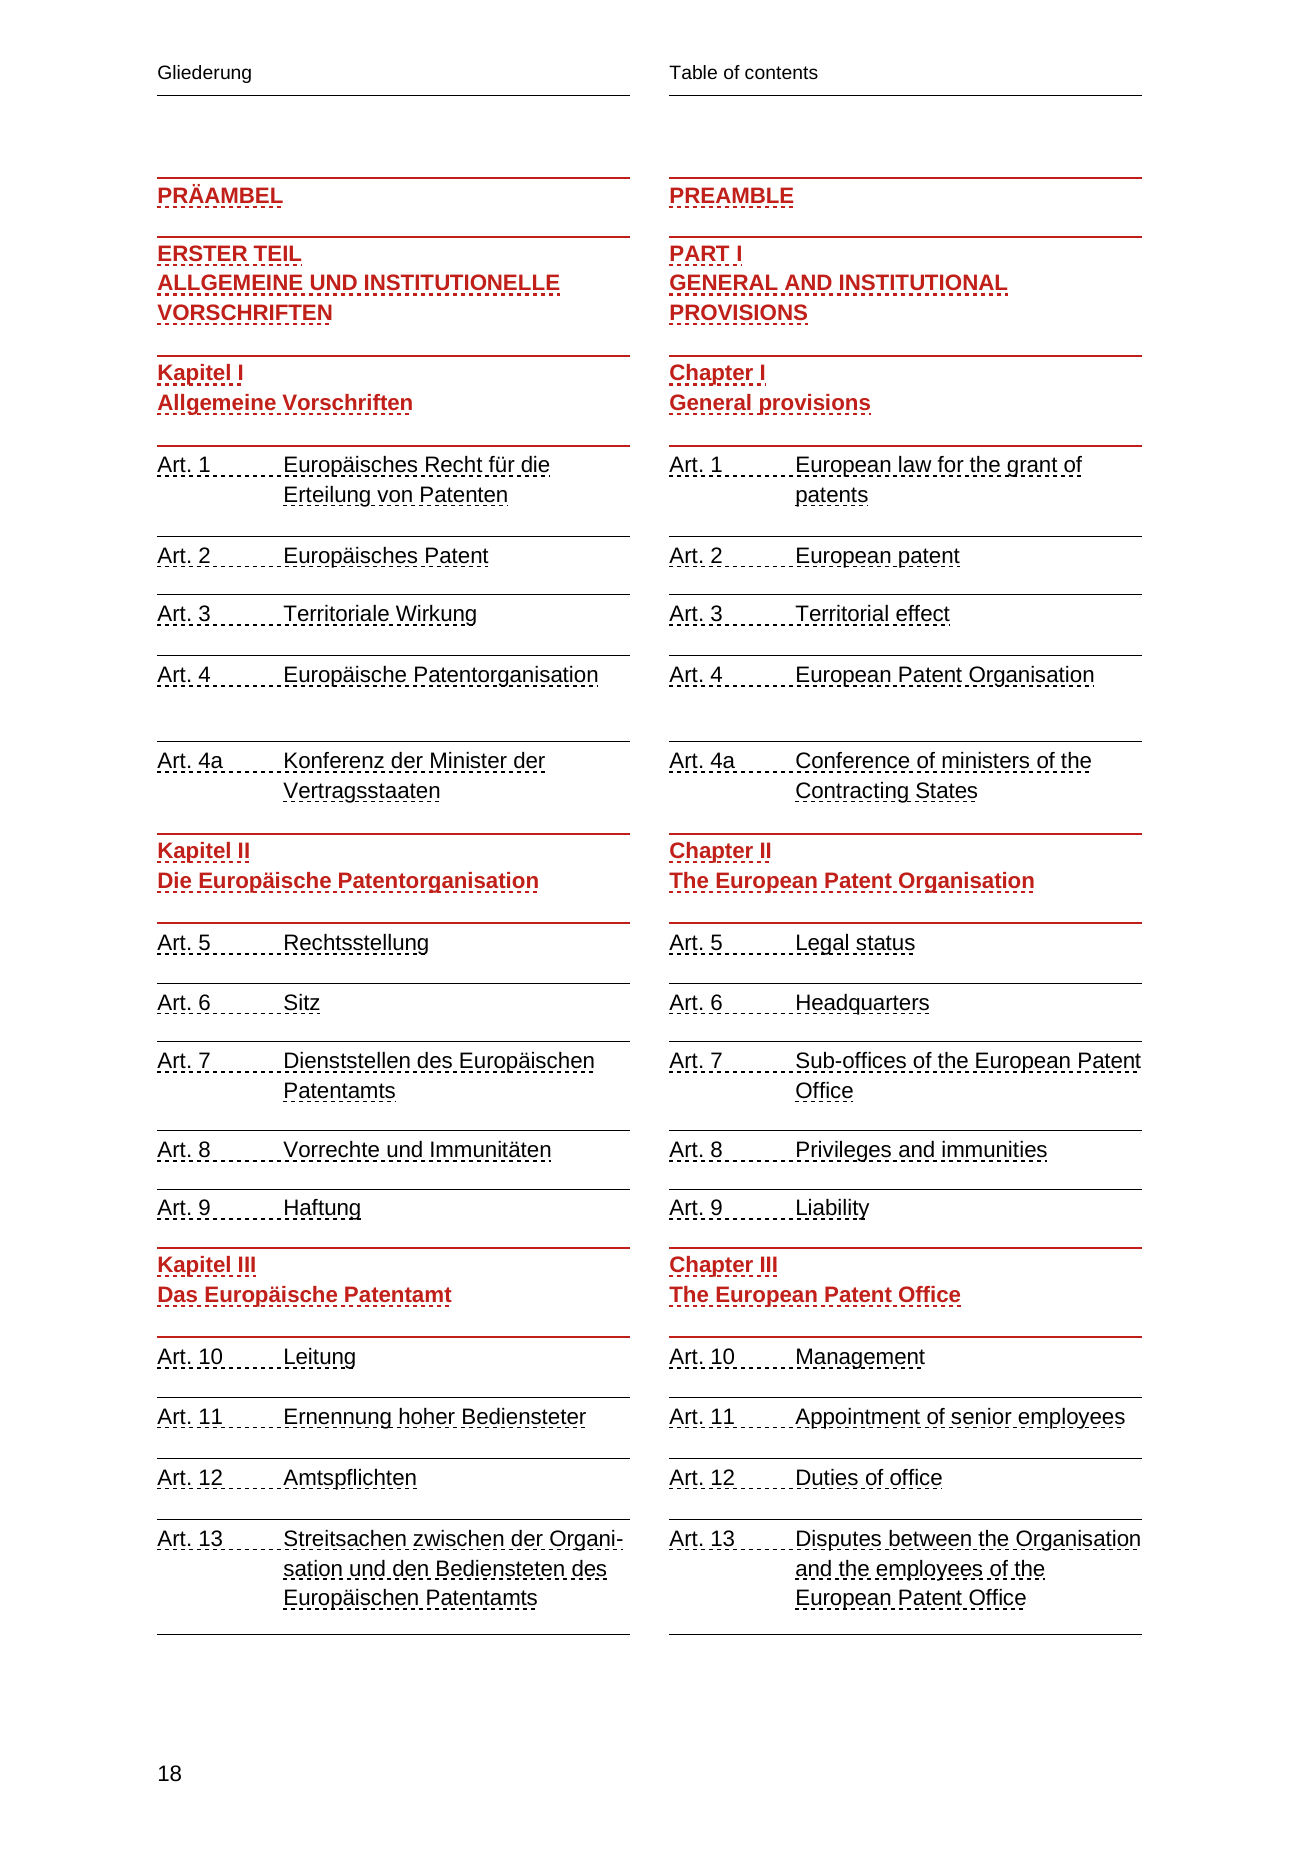 Gliederung
PRÄAMBEL
ERSTER TEIL
ALLGEMEINE UND INSTITUTIONELLE
VORSCHRIFTEN
Kapitel I
Allgemeine Vorschriften
Art. 1 Europäisches Recht für die
Erteilung von Patenten
Art. 2 Europäisches Patent
Art. 3 Territoriale Wirkung
Art. 4 Europäische Patentorganisation
Art. 4a Konferenz der Minister der
Vertragsstaaten
Kapitel II
Die Europäische Patentorganisation
Art. 5 Rechtsstellung
Art. 6 Sitz
Art. 7 Dienststellen des Europäischen
Patentamts
Art. 8 Vorrechte und Immunitäten
Art. 9 Haftung
Kapitel III
Das Europäische Patentamt
Art. 10 Leitung
Art. 11 Ernennung hoher Bediensteter
Art. 12 Amtspflichten
Art. 13 Streitsachen zwischen der Organi-
sation und den Bediensteten des
Europäischen Patentamts
Table of contents
PREAMBLE
PART I
GENERAL AND INSTITUTIONAL
PROVISIONS
Chapter I
General provisions
Art. 1 European law for the grant of
patents
Art. 2 European patent
Art. 3 Territorial effect
Art. 4 European Patent Organisation
Art. 4a Conference of ministers of the
Contracting States
Chapter II
The European Patent Organisation
Art. 5 Legal status
Art. 6 Headquarters
Art. 7 Sub-offices of the European Patent
Office
Art. 8 Privileges and immunities
Art. 9 Liability
Chapter III
The European Patent Office
Art. 10 Management
Art. 11 Appointment of senior employees
Art. 12 Duties of office
Art. 13 Disputes between the Organisation
and the employees of the
European Patent Office
18